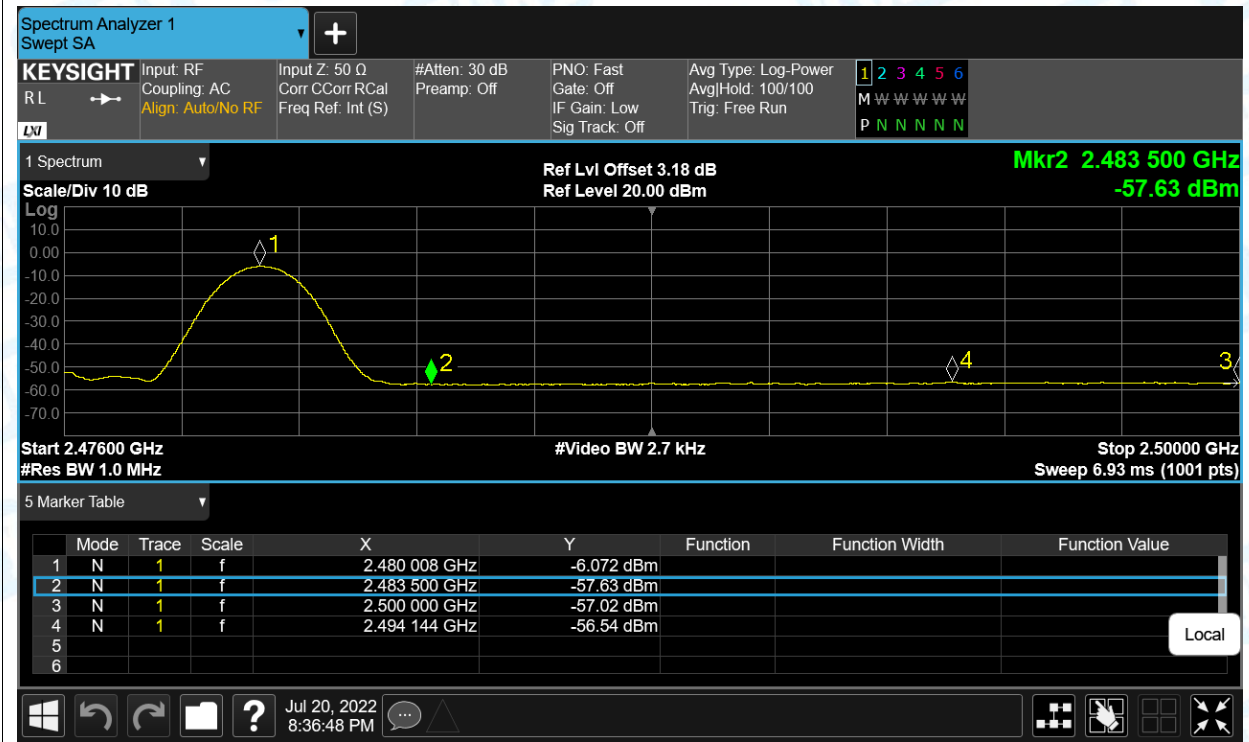 Spectrum Analyzer 1
Swept SA
+
KEYSIGHT
R L
LXI
Input: RF
Coupling: AC
Align: Auto/No RF
Input Z: 50 Ω
Corr CCorr RCal
Freq Ref: Int (S)
#Atten: 30 dB
Preamp: Off
PNO: Fast
Gate: Off
IF Gain: Low
Sig Track: Off
Avg Type: Log-Power
Avg|Hold: 100/100
Trig: Free Run
1 2 3 4 5 6
M W W W W W
P N N N N N N
1 Spectrum
Scale/Div 10 dB
Ref Lvl Offset 3.18 dB
Ref Level 20.00 dBm
Mkr2 2.483 500 GHz
-57.63 dBm
Log
10.0
0.00
-10.0
-20.0
-30.0
-40.0
-50.0
-60.0
-70.0
1
2
4
3
Start 2.47600 GHz
#Res BW 1.0 MHz
#Video BW 2.7 kHz
Stop 2.50000 GHz
Sweep 6.93 ms (1001 pts)
5 Marker Table
Mode Trace Scale X Y Function Function Width Function Value
1 N 1 f 2.480 008 GHz -6.072 dBm
2 N 1 f 2.483 500 GHz -57.63 dBm
3 N 1 f 2.500 000 GHz -57.02 dBm
4 N 1 f 2.494 144 GHz -56.54 dBm
5
6
Local
?
Jul 20, 2022
8:36:48 PM